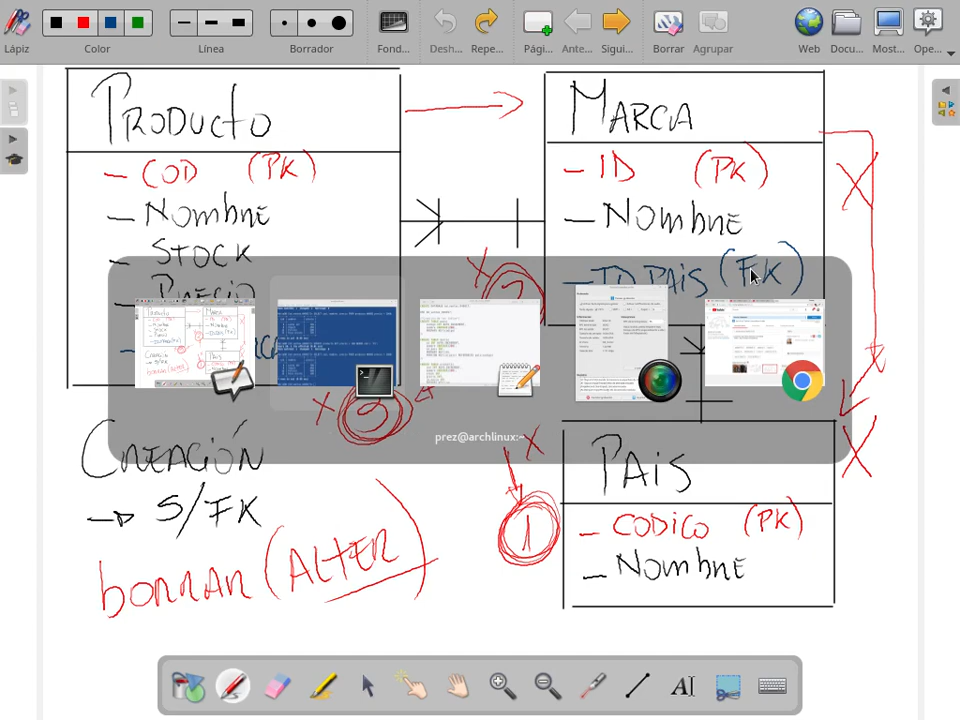 Lápiz
Color
Línea
Borrador
Fond...
Desh...
Repe...
Pági...
Ante...
Sigui...
Borrar
Agrupar
Web
Docu...
Most...
Ope...
PRODUCTO
- COD (PK)
- Nombre
- STOCK
- Precio
MARCA
- ID (PK)
- Nombre
- ID PAIS (FK)
prez@archlinux:~
CREACIÓN
→ S/FK
borrar (ALTER)
1
PAIS
- CODIGO (PK)
- Nombre